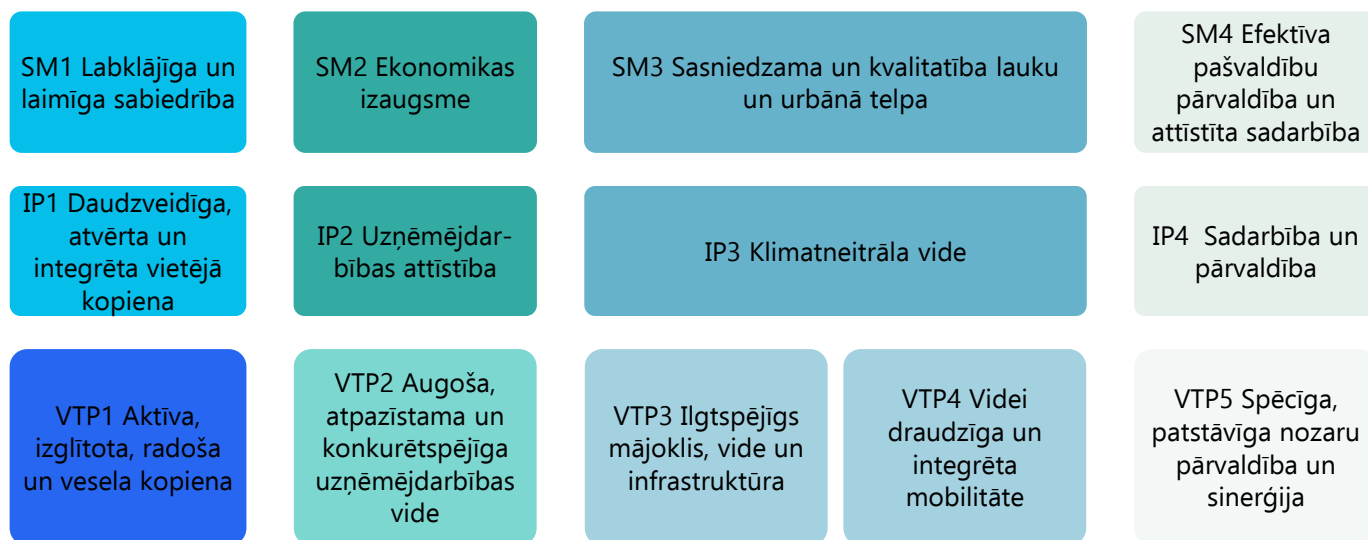 SM1 Labklājīga un
laimīga sabiedrība
SM2 Ekonomikas
izaugsme
SM3 Sasniedzama un kvalitatība lauku
un urbānā telpa
SM4 Efektīva
pašvaldību
pārvaldība un
attīstīta sadarbība
IP1 Daudzveidīga,
atvērta un
integrēta vietējā
kopiena
IP2 Uzņēmējdar-
bības attīstība
IP3 Klimatneitrāla vide
IP4 Sadarbība un
pārvaldība
VTP1 Aktīva,
izglītota, radoša
un vesela kopiena
VTP2 Augoša,
atpazīstama un
konkurētspējīga
uzņēmējdarbības
vide
VTP3 Ilgtspējīgs
mājoklis, vide un
infrastruktūra
VTP4 Videi
draudzīga un
integrēta
mobilitāte
VTP5 Spēcīga,
patstāvīga nozaru
pārvaldība un
sinerģija